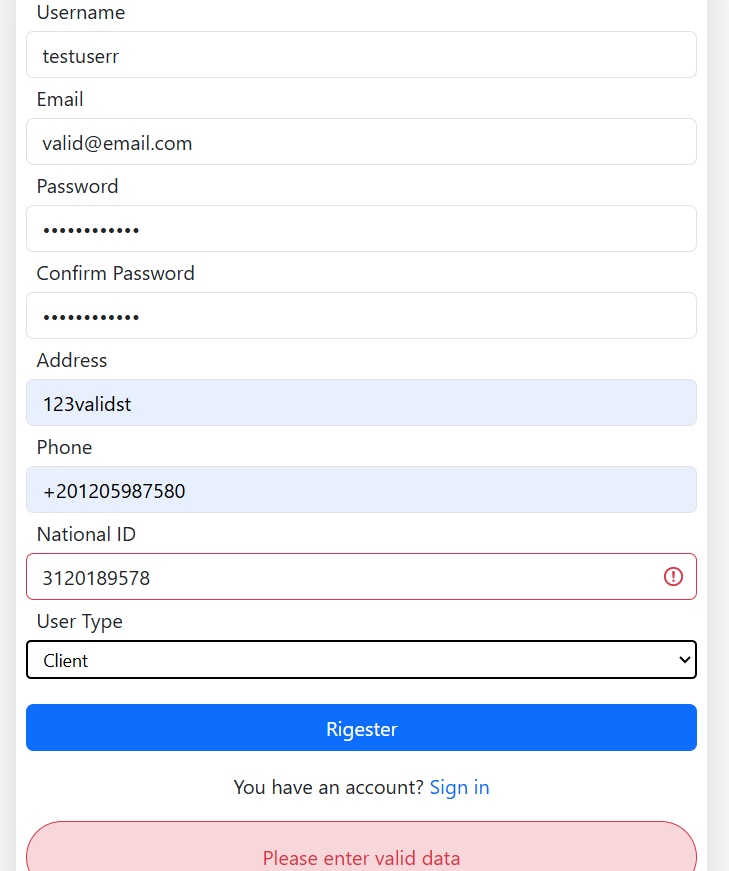 Username
testuserr
Email
valid@email.com
Password
••••••••••••
Confirm Password
••••••••••••
Address
123validst
Phone
+201205987580
National ID
3120189578
User Type
Client
Rigester
You have an account? Sign in
Please enter valid data